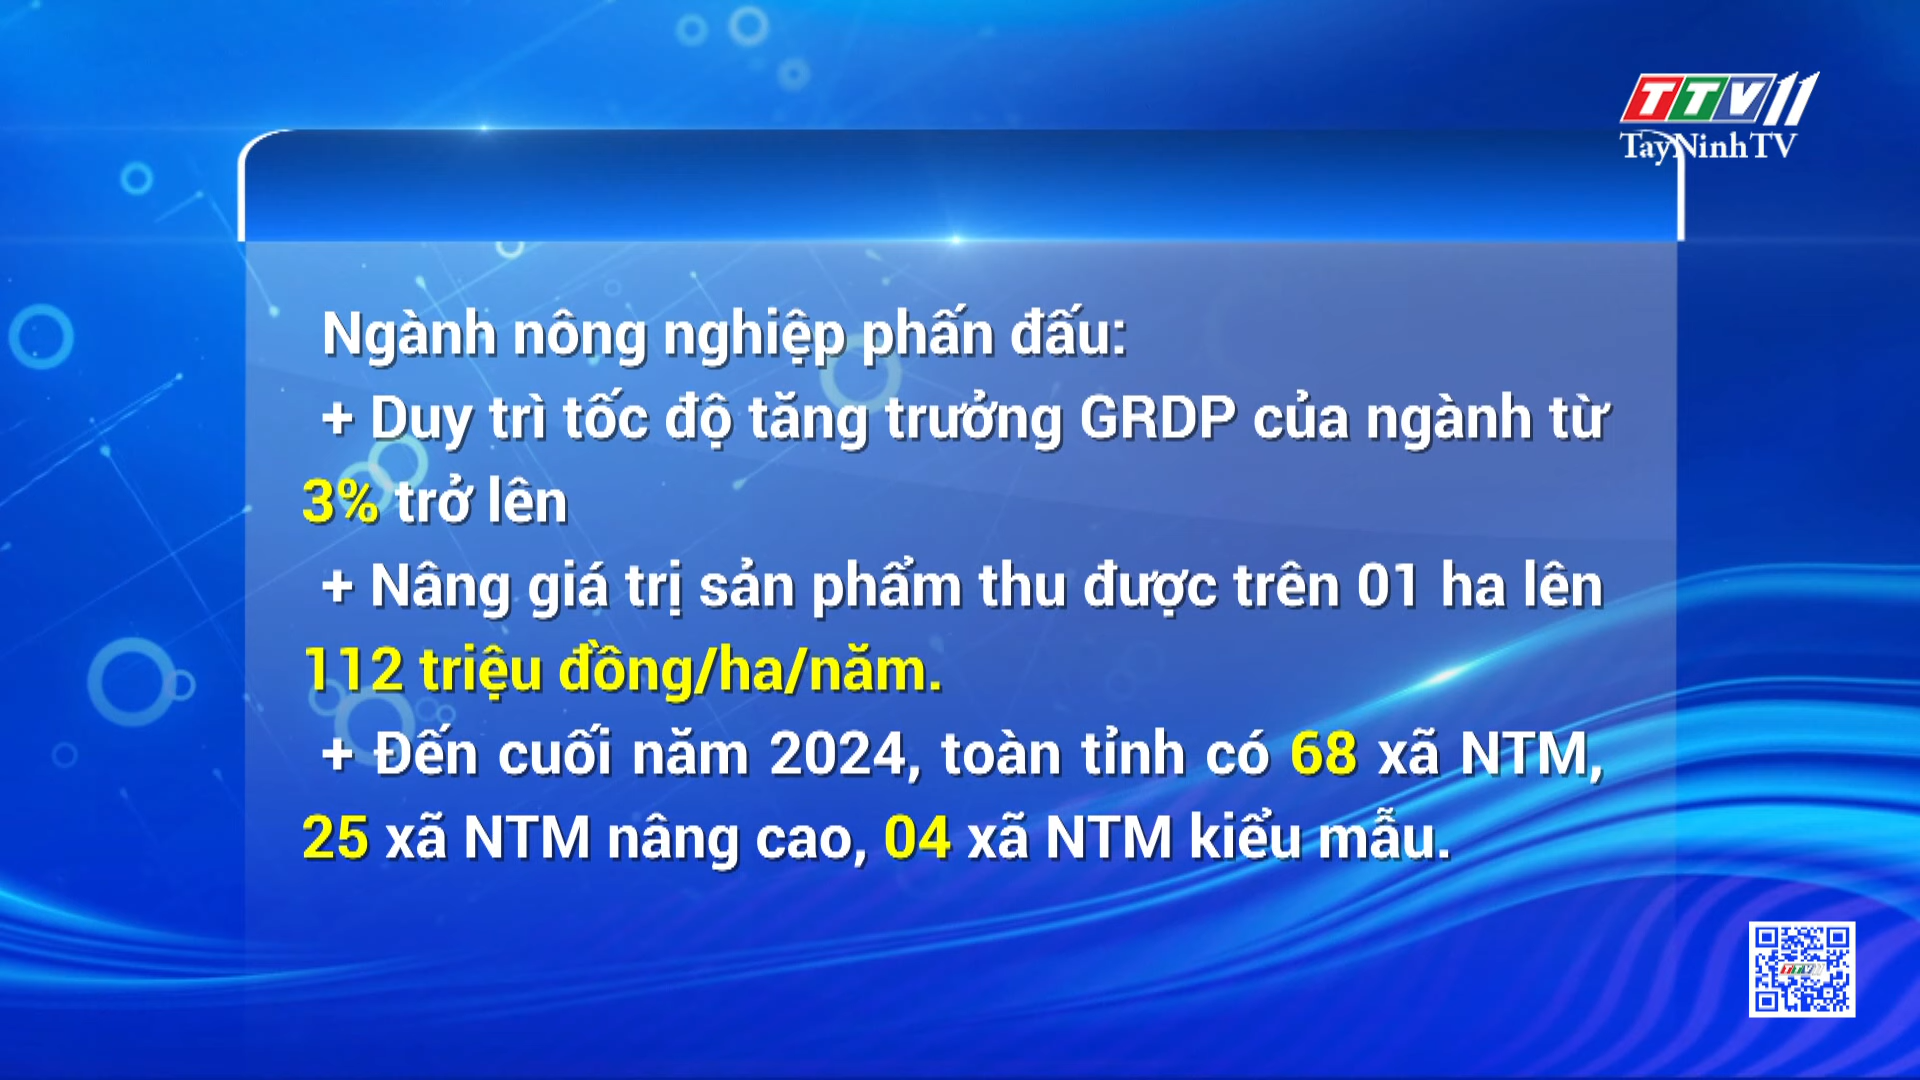 TTV11
TayNinhTV
Ngành nông nghiệp phấn đấu:
+ Duy trì tốc độ tăng trưởng GRDP của ngành từ
3% trở lên
+ Nâng giá trị sản phẩm thu được trên 01 ha lên
112 triệu đồng/ha/năm.
+ Đến cuối năm 2024, toàn tỉnh có 68 xã NTM,
25 xã NTM nâng cao, 04 xã NTM kiểu mẫu.
TTV11